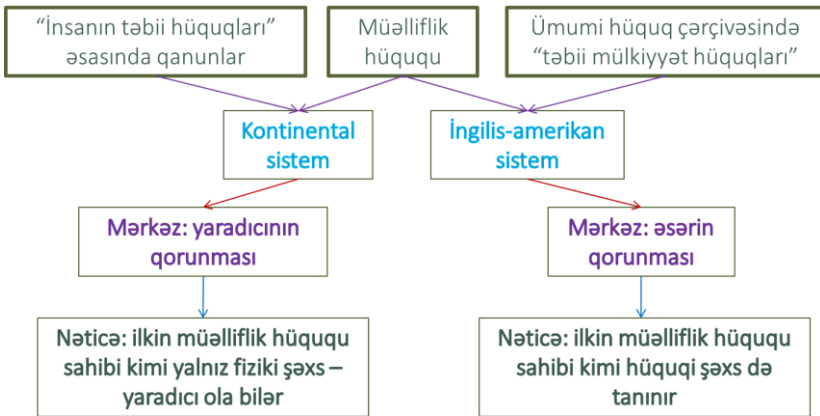 “İnsanın təbii hüquqları”
əsasında qanunlar
Müəlliflik
hüququ
Ümumi hüquq çərçivəsində
“təbii mülkiyyət hüquqları”
Kontinental
sistem
İngilis-amerikan
sistem
Mərkəz: yaradıcının
qorunması
Mərkəz: əsərin
qorunması
Nəticə: ilkin müəlliflik hüququ
sahibi kimi yalnız fiziki şəxs –
yaradıcı ola bilər
Nəticə: ilkin müəlliflik hüququ
sahibi kimi hüquqi şəxs də
tanınır